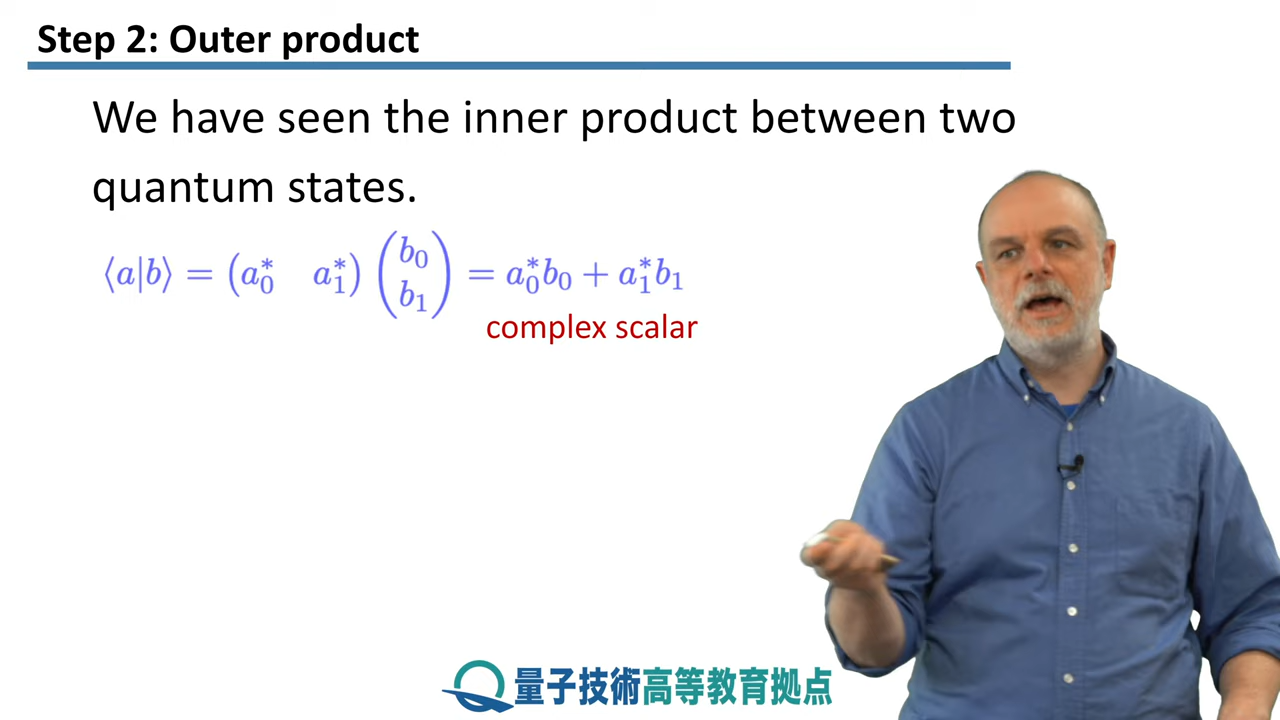 Step 2: Outer product
We have seen the inner product between two
quantum states.
⟨a|b⟩ = (a₀* a₁*) (b₀ b₁) = a₀*b₀ + a₁*b₁
complex scalar
量子技術高等教育拠点